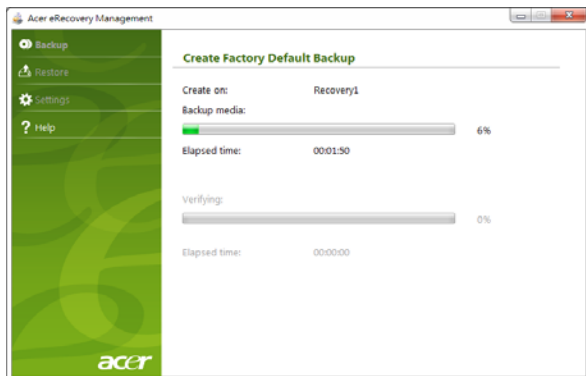 Acer eRecovery Management
Backup
Restore
Settings
? Help
Create Factory Default Backup
Create on: Recovery1
Backup media:
6%
Elapsed time: 00:01:50
Verifying:
0%
Elapsed time: 00:00:00
acer